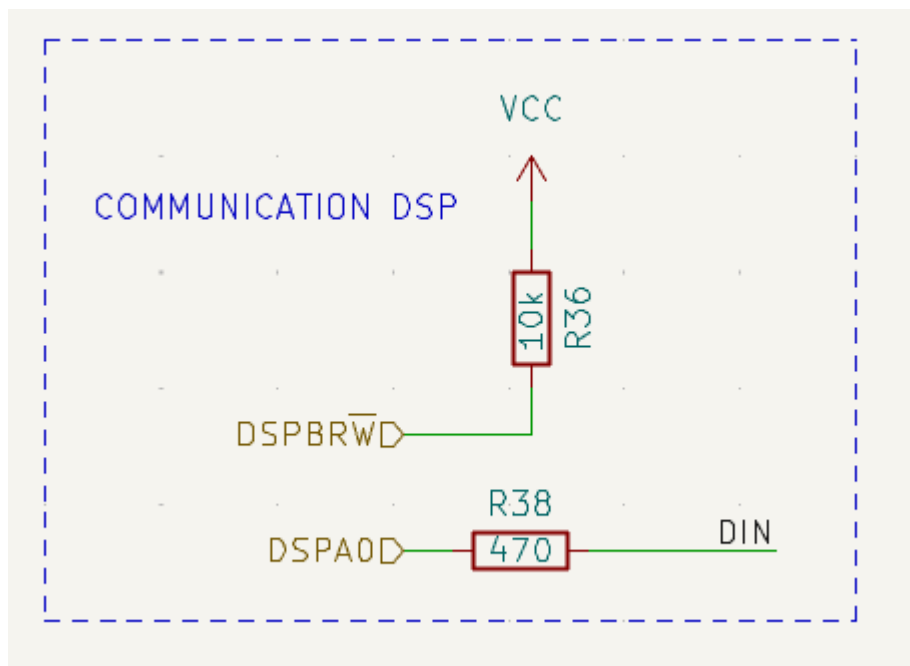 VCC
COMMUNICATION DSP
10k
R36
DSPBRW̅
R38
DSPA0
470
DIN